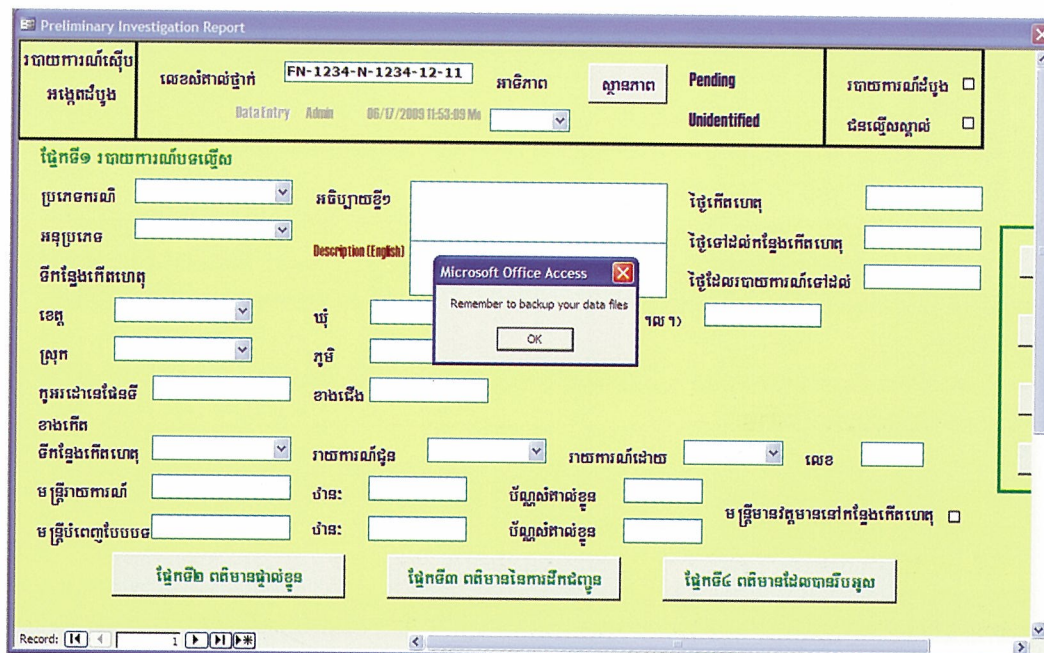 Preliminary Investigation Report
របាយការណ៍ស៊ើប
អង្កេតដំបូង
លេខសំគាល់ថ្នាក់ FN-1234-N-1234-12-11 អាទិភាព ស្ថានភាព Pending របាយការណ៍ដំបូង
Data Entry Admin 06/17/2009 11:53:09 Unidentified ជនល្មើសស្គាល់
ផ្នែកទី១ របាយការណ៍បទល្មើស
ប្រភេទករណី អធិប្បាយខ្លីៗ ថ្ងៃកើតហេតុ
អនុប្រភេទ Description (English) ថ្ងៃទៅដល់កន្លែងកើតហេតុ
ទីកន្លែងកើតហេតុ ថ្ងៃដែលរបាយការណ៍ទៅដល់
Microsoft Office Access
Remember to backup your data files
OK
ខេត្ត ឃុំ
ស្រុក ភូមិ
កូអរដោនេផែនទី ខាងជើង
ខាងកើត
ទីកន្លែងកើតហេតុ រាយការណ៍ជូន រាយការណ៍ដោយ លេខ
មន្ត្រីរាយការណ៍ ឋានៈ ប័ណ្ណសំគាល់ខ្លួន មន្ត្រីមានវត្តមាននៅកន្លែងកើតហេតុ
មន្ត្រីបំពេញបែបបទ ឋានៈ ប័ណ្ណសំគាល់ខ្លួន
ផ្នែកទី២ ពត៌មានផ្ទាល់ខ្លួន ផ្នែកទី៣ ពត៌មាននៃការដឹកជញ្ជូន ផ្នែកទី៤ ពត៌មានដែលបានរឹបអូស
Record: 1